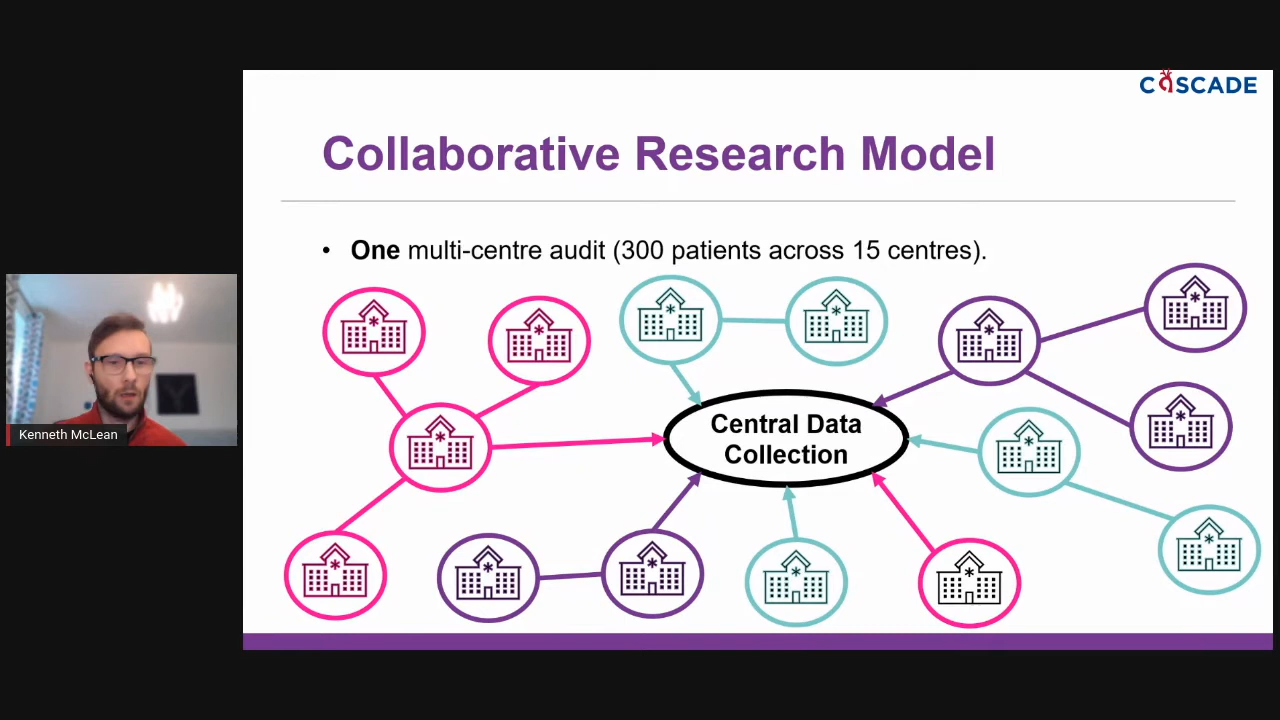 CASCADE
Collaborative Research Model
• One multi-centre audit (300 patients across 15 centres).
Central Data
Collection
Kenneth McLean